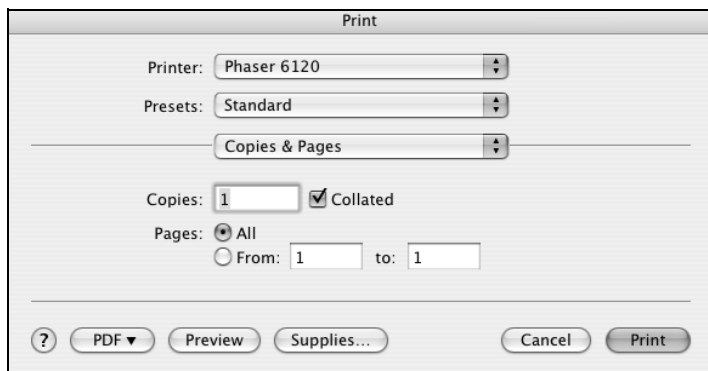 Print
Printer: Phaser 6120
Presets: Standard
Copies & Pages
Copies: 1 Collated
Pages: All
From: 1 to: 1
? PDF▼ Preview Supplies... Cancel Print